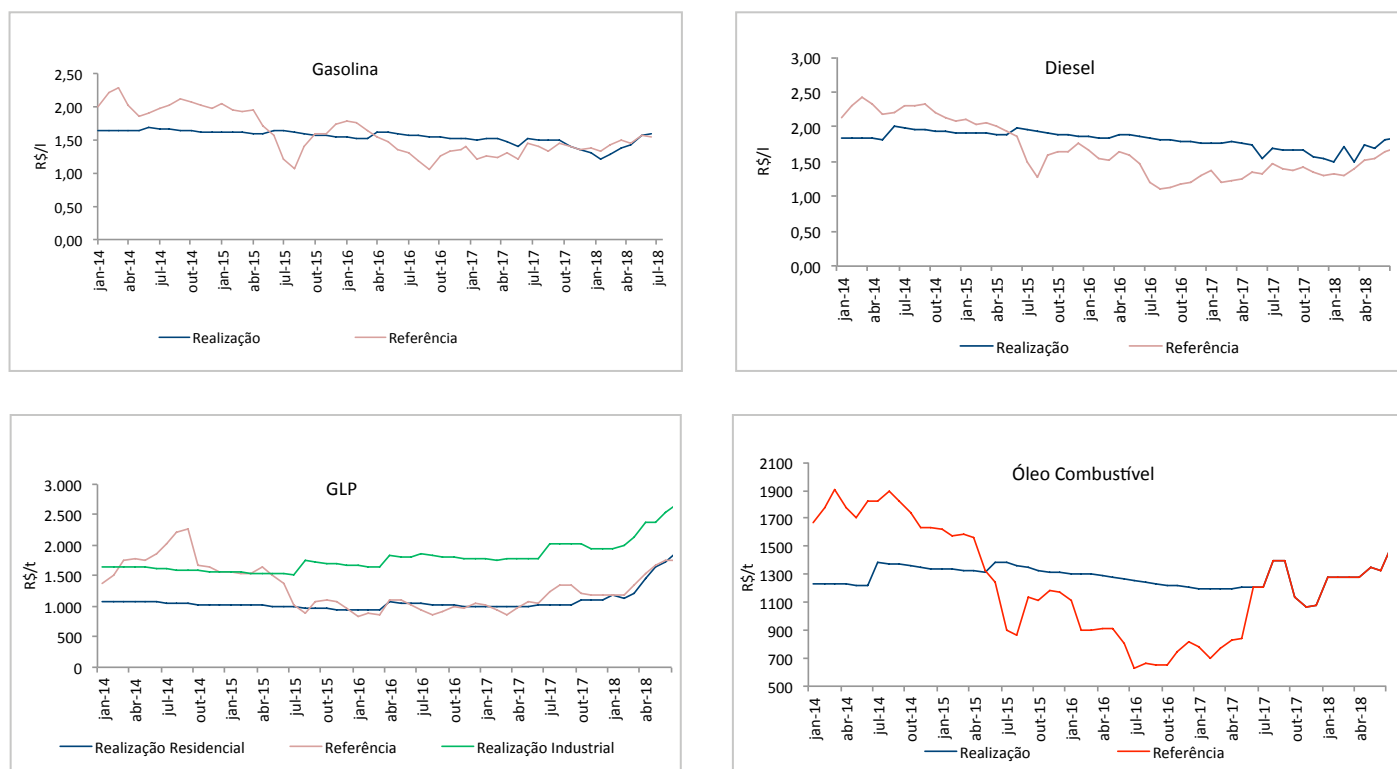 Gasolina
R$/l
2,50
2,00
1,50
1,00
0,50
0,00
jan-14
abr-14
jul-14
out-14
jan-15
abr-15
jul-15
out-15
jan-16
abr-16
jul-16
out-16
jan-17
abr-17
jul-17
out-17
jan-18
abr-18
jul-18
Realização Referência
Diesel
R$/l
3,00
2,50
2,00
1,50
1,00
0,50
0,00
jan-14
abr-14
jul-14
out-14
jan-15
abr-15
jul-15
out-15
jan-16
abr-16
jul-16
out-16
jan-17
abr-17
jul-17
out-17
jan-18
abr-18
Realização Referência
GLP
R$/t
3.000
2.500
2.000
1.500
1.000
500
0
jan-14
abr-14
jul-14
out-14
jan-15
abr-15
jul-15
out-15
jan-16
abr-16
jul-16
out-16
jan-17
abr-17
jul-17
out-17
jan-18
abr-18
Realização Residencial Referência Realização Industrial
Óleo Combustível
R$/t
2100
1900
1700
1500
1300
1100
900
700
500
jan-14
abr-14
jul-14
out-14
jan-15
abr-15
jul-15
out-15
jan-16
abr-16
jul-16
out-16
jan-17
abr-17
jul-17
out-17
jan-18
abr-18
Realização Referência